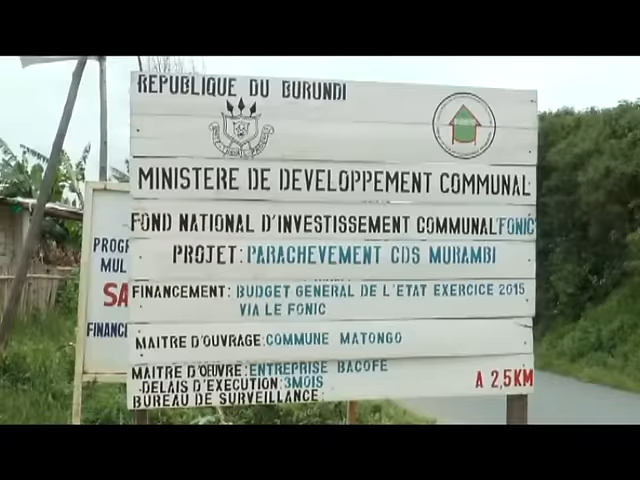 REPUBLIQUE DU BURUNDI
MINISTERE DE DEVELOPPEMENT COMMUNAL
FOND NATIONAL D'INVESTISSEMENT COMMUNAL'FONIC'
PROJET: PARACHEVEMENT CDS MURAMBI
FINANCEMENT: BUDGET GENERAL DE L'ETAT EXERCICE 2015
VIA LE FONIC
MAITRE D'OUVRAGE: COMMUNE MATONGO
MAITRE D'ŒUVRE: ENTREPRISE BACOFE
DELAIS D'EXECUTION: 3MOIS
BUREAU DE SURVEILLANCE:
A 2,5KM
PROG
MUL
SA
FINANC